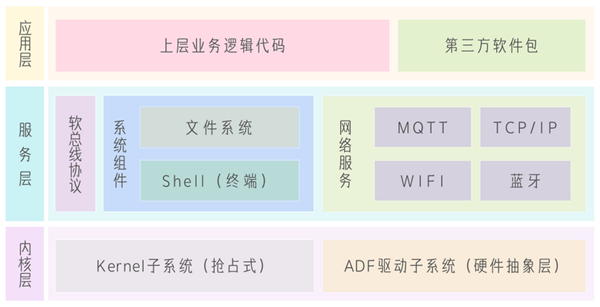 应用层
上层业务逻辑代码
第三方软件包
服务层
软总线协议
系统组件
文件系统
Shell（终端）
网络服务
MQTT
TCP/IP
WIFI
蓝牙
内核层
Kernel子系统（抢占式）
ADF驱动子系统（硬件抽象层）